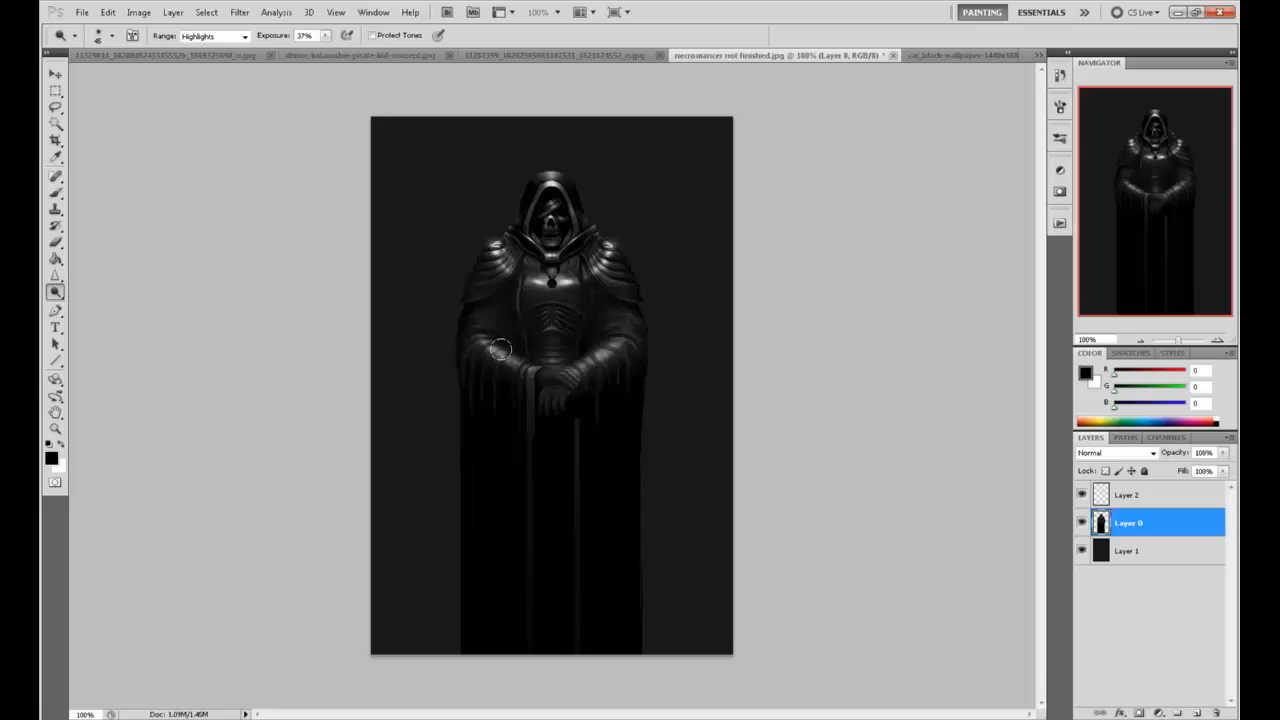 Ps File Edit Image Layer Select Filter Analysis 3D View Window Help Br Mb 100% PAINTING ESSENTIALS CS Live
Range: Highlights Exposure: 37% Protect Tones
necromancer not finished.jpg @ 100% (Layer 0, RGB/8) *
NAVIGATOR
100%
COLOR SWATCHES STYLES
R 0
G 0
B 0
LAYERS PATHS CHANNELS
Normal Opacity: 100%
Lock: Fill: 100%
Layer 2
Layer 0
Layer 1
100% Doc: 1.09M/1.45M